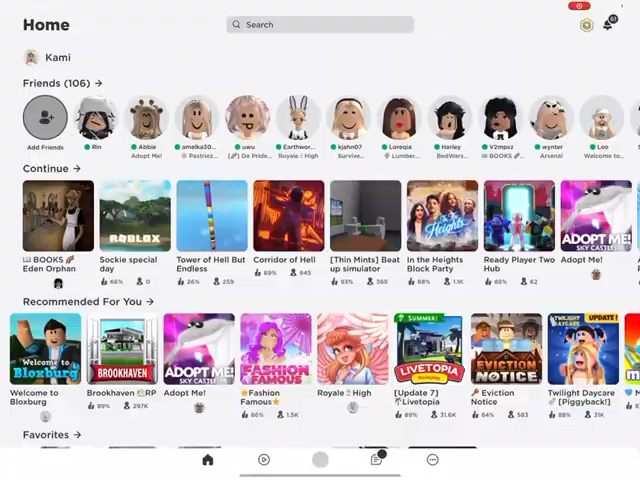 Home
Search
61
Kami
Friends (106) →
Add Friends
Rin
Abbie
Adopt Me!
amelka30...
Pastriez...
uwu
De Pride...
Earthwor...
Royale High
kjahn07
Survive...
Loreqia
Lumber...
Harley
BedWars...
V2mpsz
BOOKS
wynter
Arsenal
Leo
Welcome to...
Continue →
ROBLOX
In the
Heights
ADOPT ME!
SKY CASTLE
BOOKS
Eden Orphan
Sockie special
day
66% 0
Tower of Hell But
Endless
26% 259
Corridor of Hell
69% 945
[Thin Mints] Beat
up simulator
93% 369
In the Heights
Block Party
68% 1.1K
Ready Player Two
Hub
69% 62
Adopt Me!
Recommended For You →
Welcome to
Bloxburg
BROOKHAVEN
ADOPT ME!
SKY CASTLE
FASHION
FAMOUS
SUMMER!
LIVETOPIA
Roleplay
EVICTION
NOTICE
UPDATE!
TWILIGHT
DAYCARE
Welcome to
Bloxburg
Brookhaven RP
89% 297K
Adopt Me!
Fashion
Famous
86% 1.5K
Royale High
[Update 7]
Livetopia
89% 31.6K
Eviction
Notice
84% 583
Twilight Daycare
[Piggyback!]
88% 31K
Favorites →